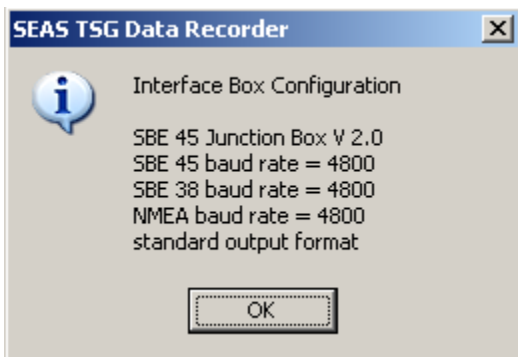 SEAS TSG Data Recorder
Interface Box Configuration
SBE 45 Junction Box V 2.0
SBE 45 baud rate = 4800
SBE 38 baud rate = 4800
NMEA baud rate = 4800
standard output format
OK